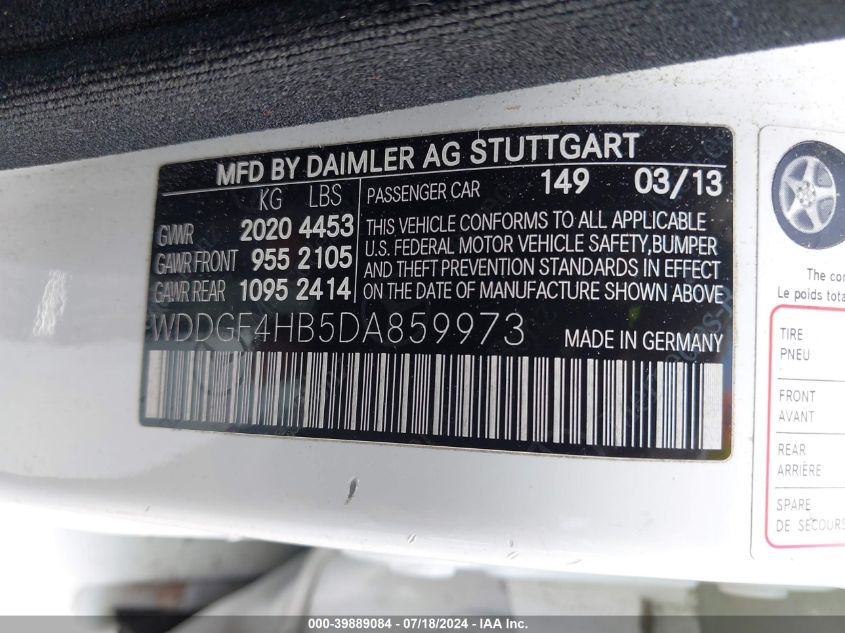 MFD BY DAIMLER AG STUTTGART
KG LBS
GVWR 2020 4453
GAWR FRONT 955 2105
GAWR REAR 1095 2414
PASSENGER CAR 149 03/13
THIS VEHICLE CONFORMS TO ALL APPLICABLE
U.S. FEDERAL MOTOR VEHICLE SAFETY,BUMPER
AND THEFT PREVENTION STANDARDS IN EFFECT
ON THE DATE OF MANUFACTURE SHOWN ABOVE.
WDDGF4HB5DA859973 MADE IN GERMANY
The
Le poids
TIRE
PNEU
FRONT
AVANT
REAR
ARRIÈRE
SPARE
DE SECOURS
000-39889084 - 07/18/2024 - IAA Inc.